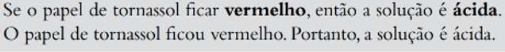 Se o papel de tornassol ficar vermelho, então a solução é ácida.
O papel de tornassol ficou vermelho. Portanto, a solução é ácida.